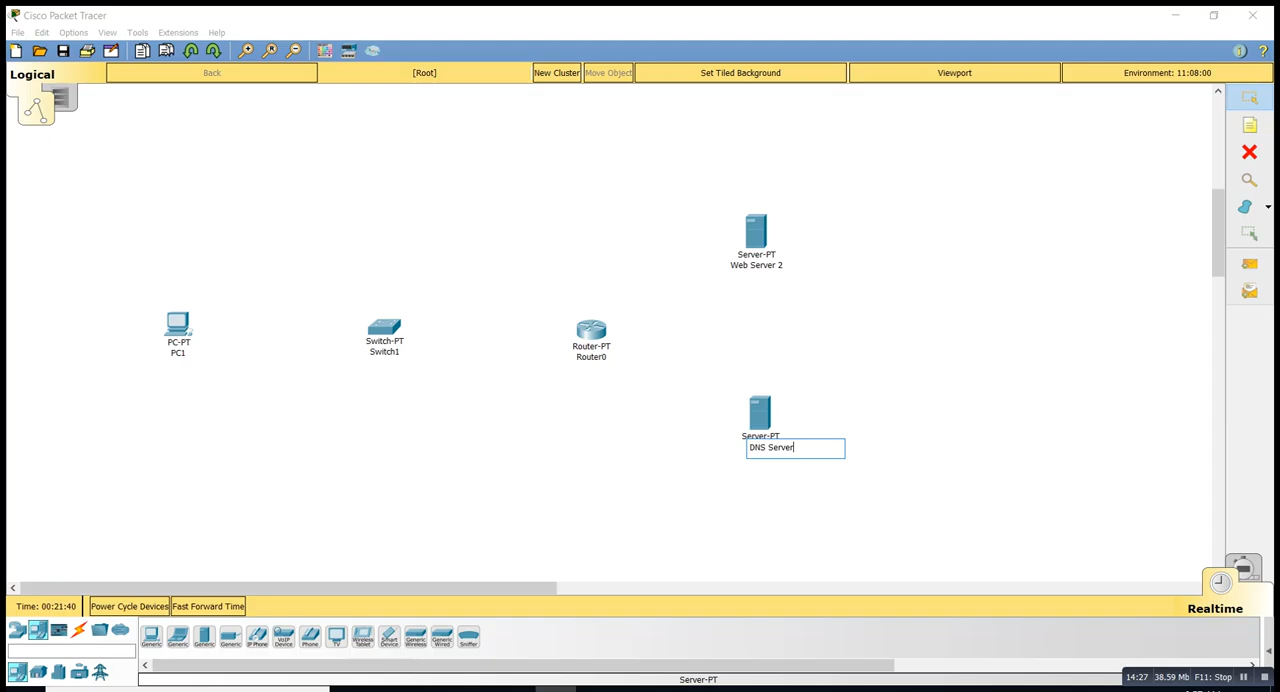 Cisco Packet Tracer
File Edit Options View Tools Extensions Help
Logical
Back
[Root]
New Cluster
Move Object
Set Tiled Background
Viewport
Environment: 11:08:00
Server-PT
Web Server 2
PC-PT
PC1
Switch-PT
Switch1
Router-PT
Router0
Server-PT
DNS Server
Time: 00:21:40
Power Cycle Devices
Fast Forward Time
Realtime
Generic Generic Generic Generic IP Phone VoIP Device Phone TV Wireless Tablet Smart Device Generic Wireless Generic Wired Sniffer
Server-PT
14:27 38.59 Mb F11: Stop